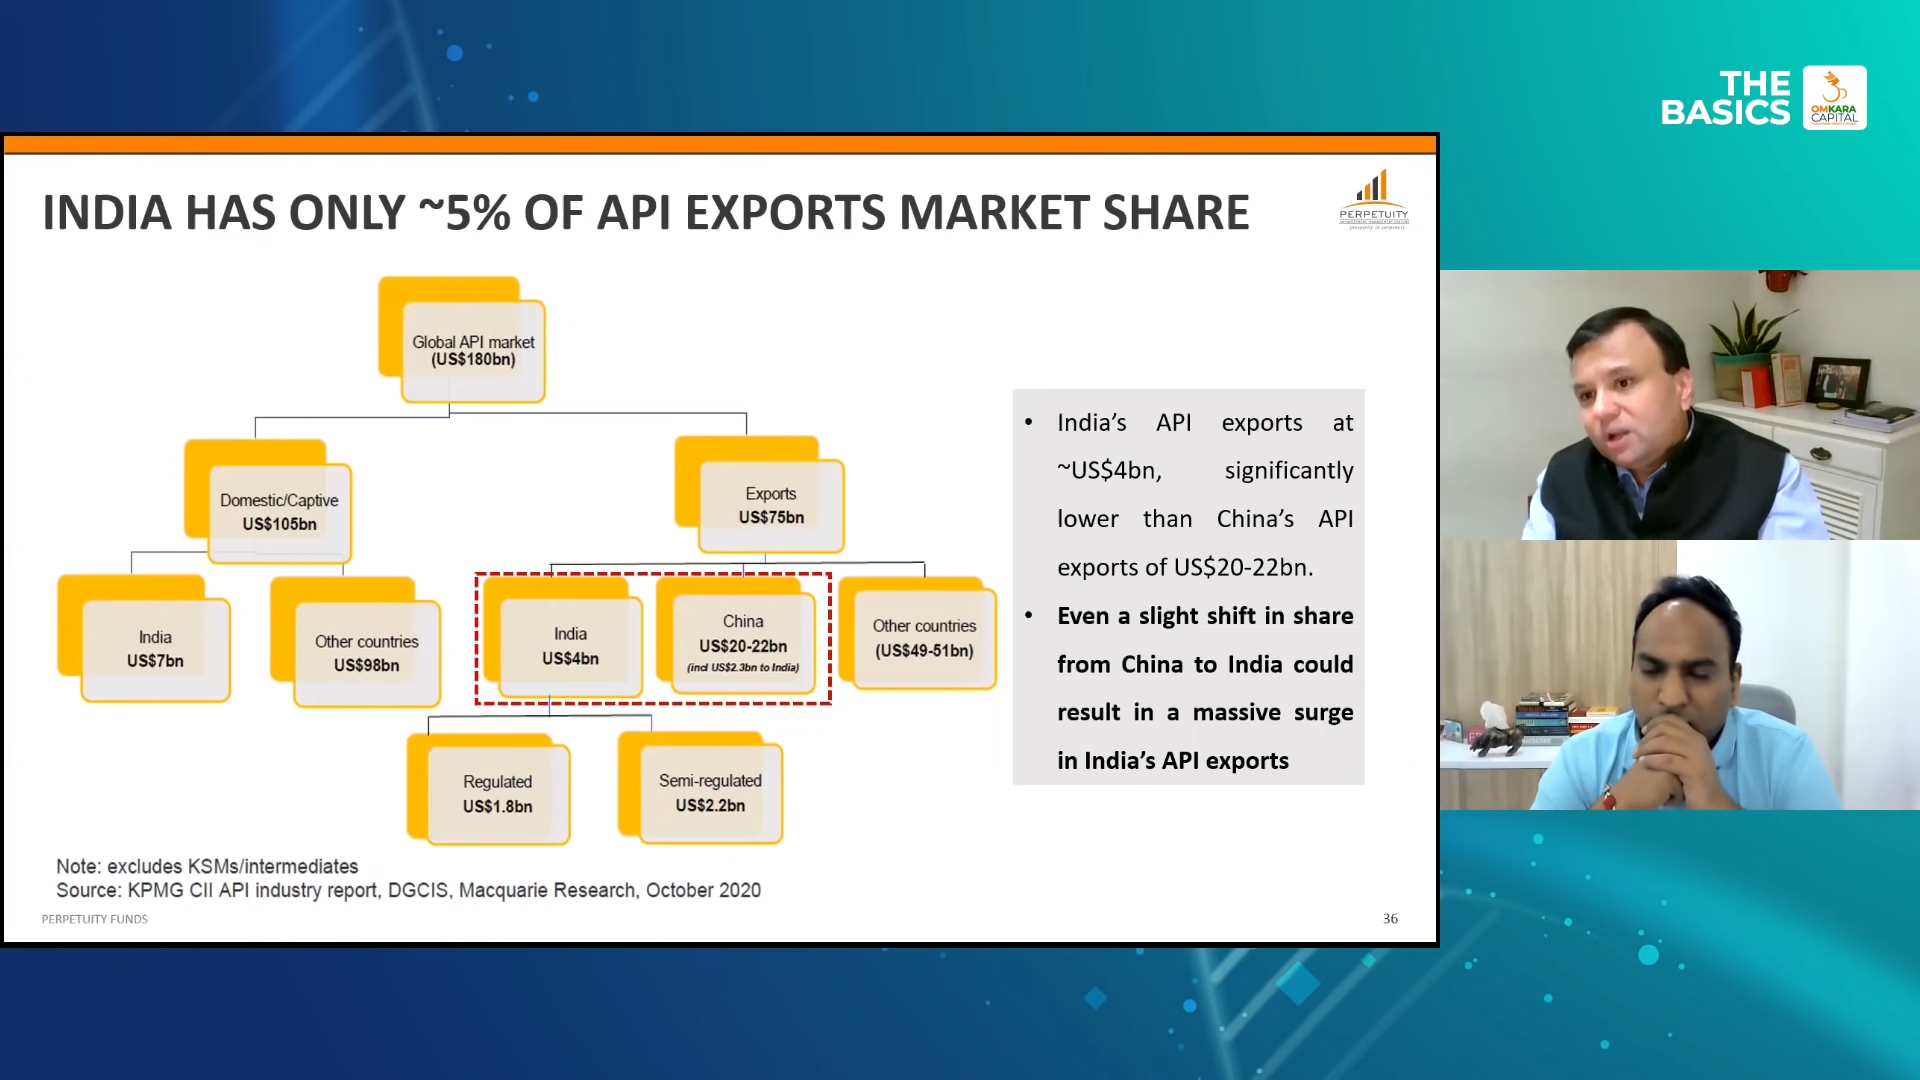 THE
BASICS
OMKARA
CAPITAL
INDIA HAS ONLY ~5% OF API EXPORTS MARKET SHARE
PERPETUITY
Global API market
(US$180bn)
Domestic/Captive
US$105bn
Exports
US$75bn
India
US$7bn
Other countries
US$98bn
India
US$4bn
China
US$20-22bn
(incl US$2.3bn to India)
Other countries
(US$49-51bn)
Regulated
US$1.8bn
Semi-regulated
US$2.2bn
• India’s API exports at
~US$4bn, significantly
lower than China’s API
exports of US$20-22bn.
• Even a slight shift in share
from China to India could
result in a massive surge
in India’s API exports
Note: excludes KSMs/intermediates
Source: KPMG CII API industry report, DGCIS, Macquarie Research, October 2020
PERPETUITY FUNDS
36